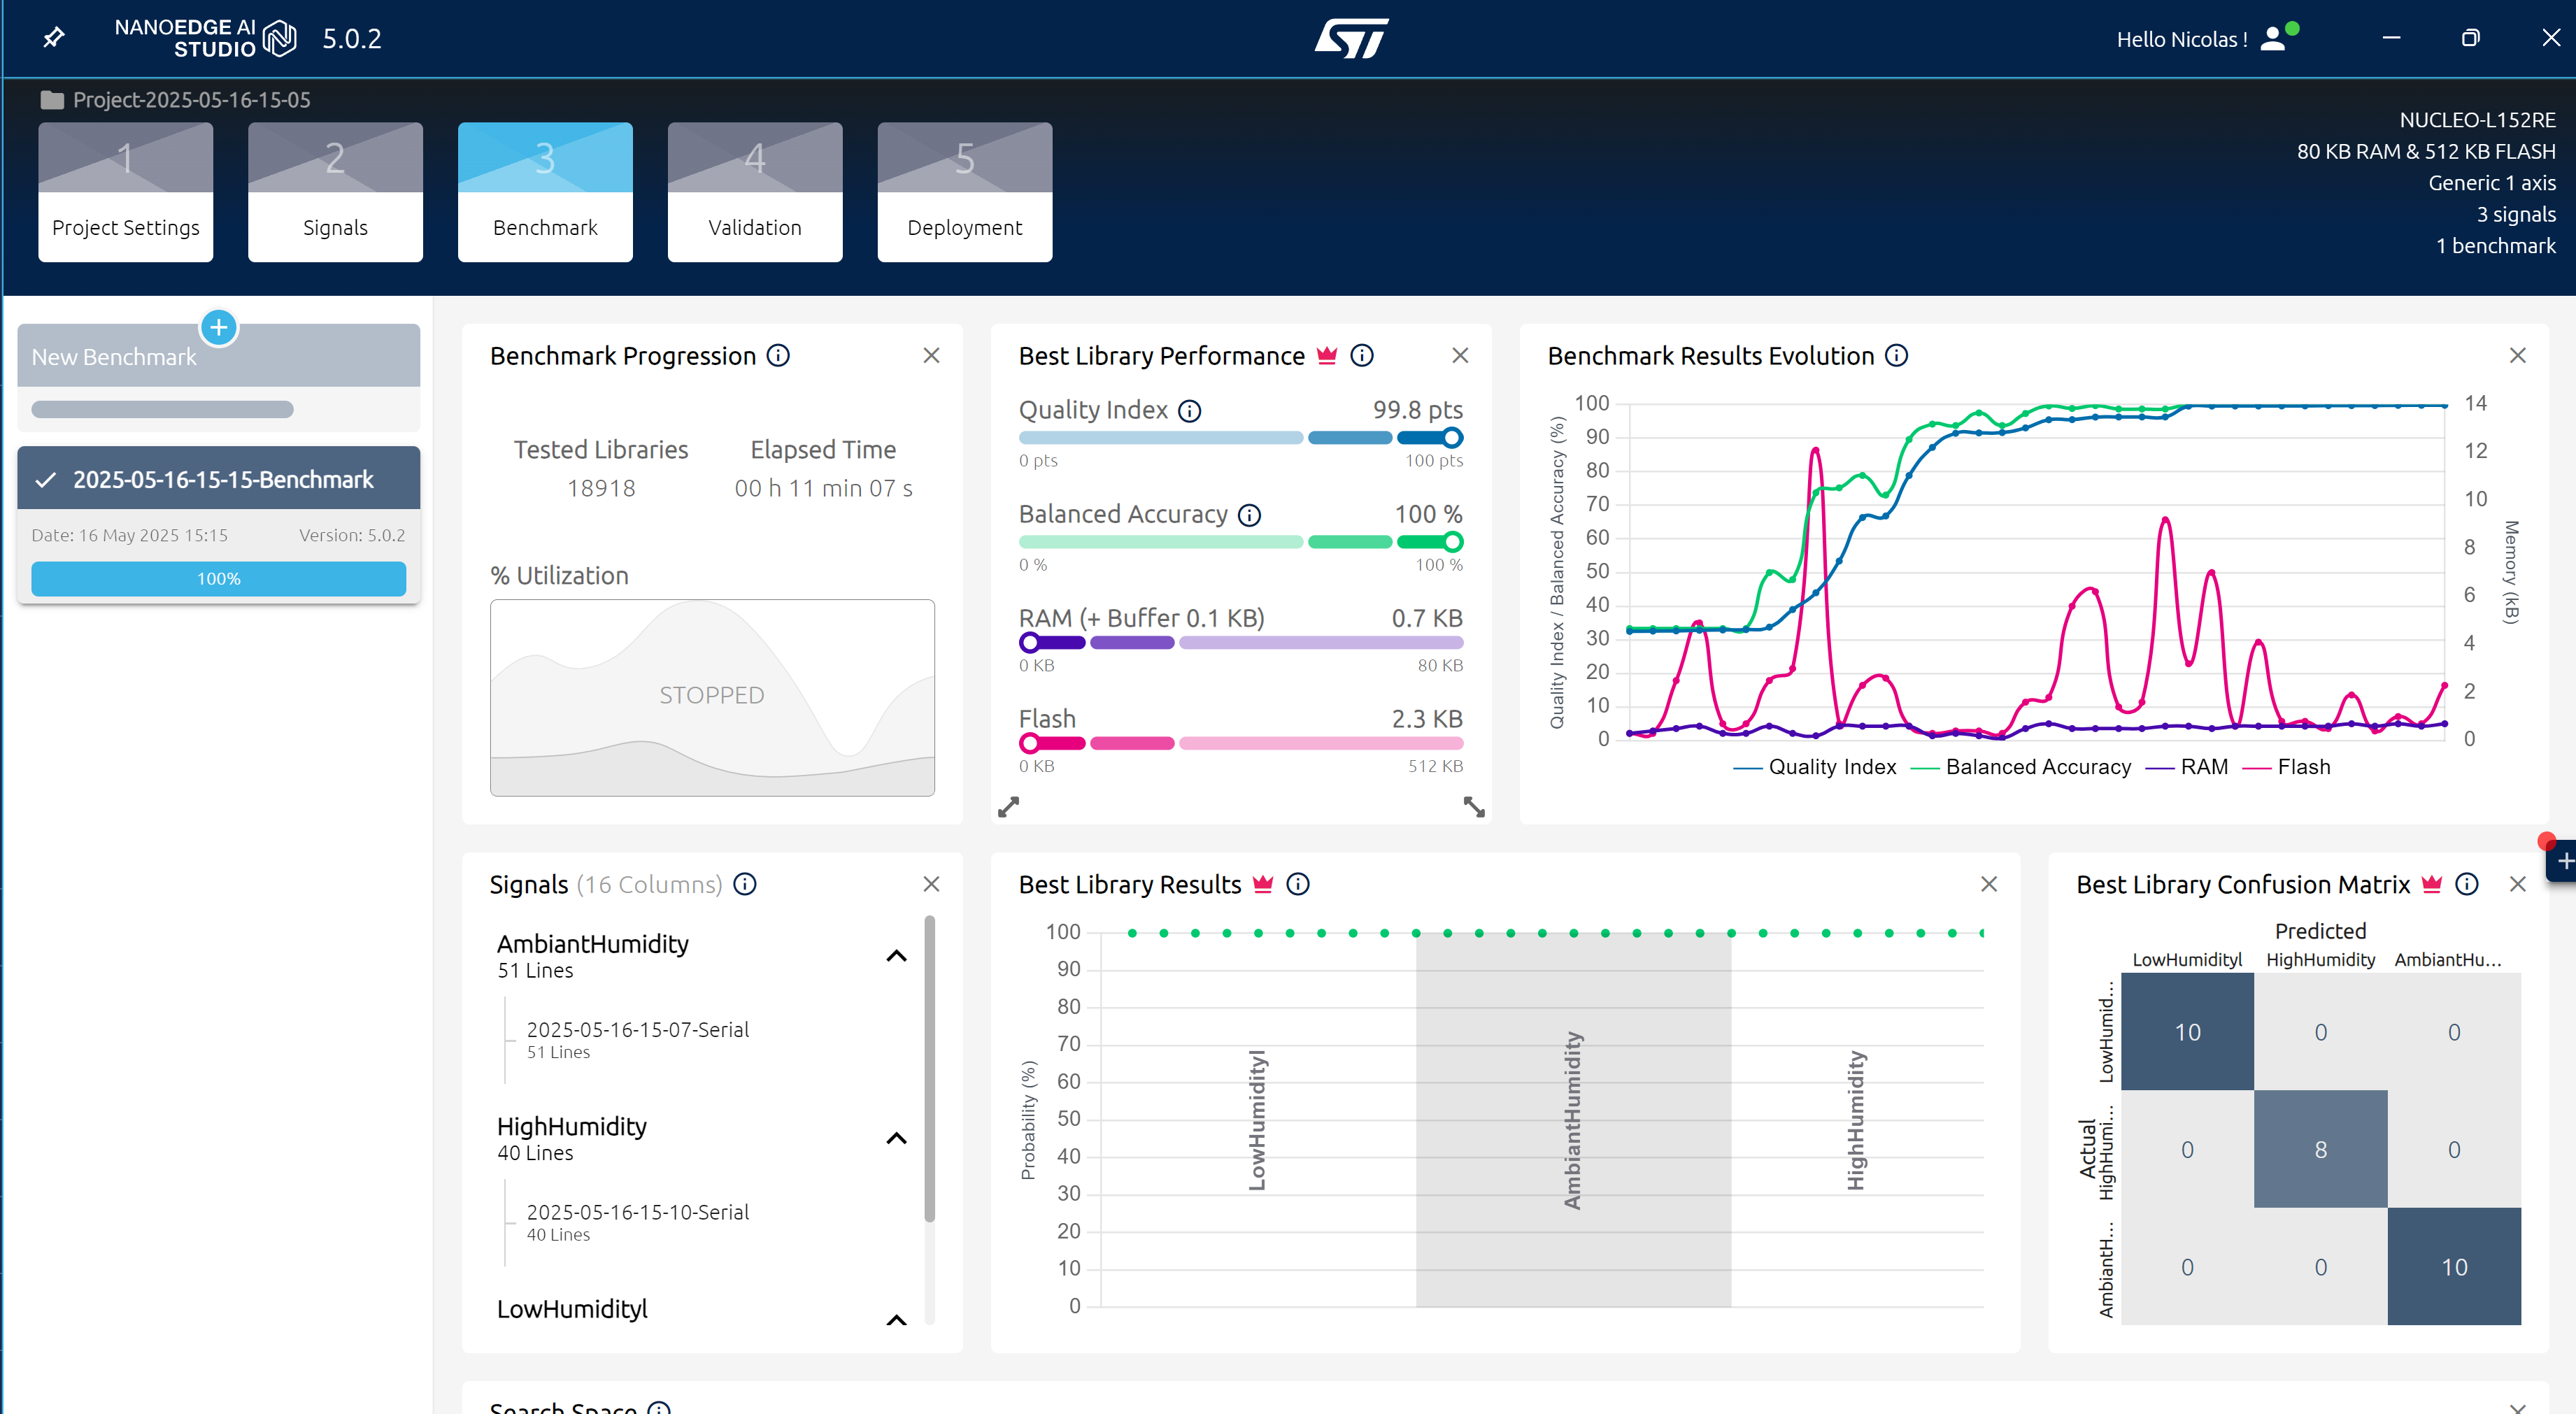 NANOEDGE AI
STUDIO
5.0.2
Hello Nicolas !
Project-2025-05-16-15-05
1
2
3
4
5
Project Settings
Signals
Benchmark
Validation
Deployment
NUCLEO-L152RE
80 KB RAM & 512 KB FLASH
Generic 1 axis
3 signals
1 benchmark
New Benchmark
2025-05-16-15-15-Benchmark
Date: 16 May 2025 15:15 Version: 5.0.2
100%
Benchmark Progression
Tested Libraries Elapsed Time
18918 00 h 11 min 07 s
% Utilization
STOPPED
Best Library Performance
Quality Index 99.8 pts
0 pts 100 pts
Balanced Accuracy 100 %
0 % 100 %
RAM (+ Buffer 0.1 KB) 0.7 KB
0 KB 80 KB
Flash 2.3 KB
0 KB 512 KB
Benchmark Results Evolution
Quality Index / Balanced Accuracy (%)
100
90
80
70
60
50
40
30
20
10
0
14
12
10
8
6
4
2
0
Memory (kB)
Quality Index Balanced Accuracy RAM Flash
Signals (16 Columns)
AmbiantHumidity
51 Lines
2025-05-16-15-07-Serial
51 Lines
HighHumidity
40 Lines
2025-05-16-15-10-Serial
40 Lines
LowHumidityl
Best Library Results
Probability (%)
100
90
80
70
60
50
40
30
20
10
0
LowHumidityl
AmbiantHumidity
HighHumidity
Best Library Confusion Matrix
Predicted
LowHumidityl HighHumidity AmbiantHu...
Actual
LowHumid... 10 0 0
HighHumi... 0 8 0
AmbiantH... 0 0 10
Search Space